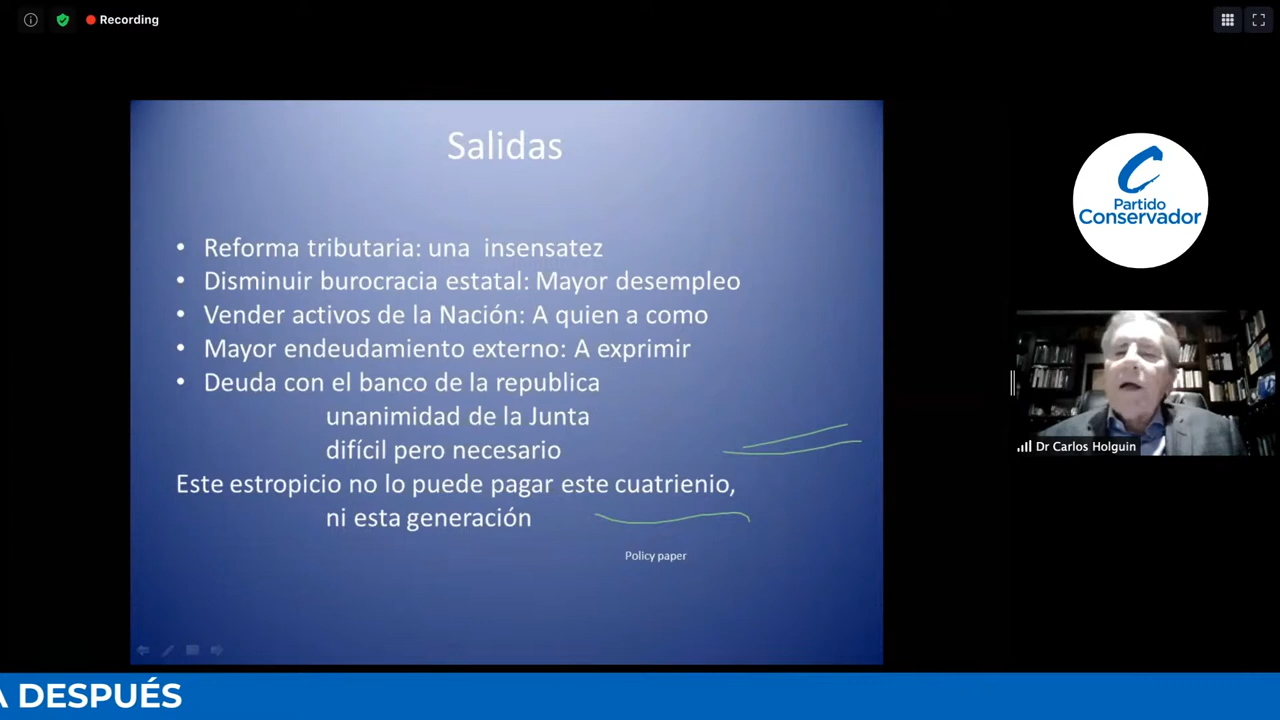 Recording
Salidas
• Reforma tributaria: una insensatez
• Disminuir burocracia estatal: Mayor desempleo
• Vender activos de la Nación: A quien a como
• Mayor endeudamiento externo: A exprimir
• Deuda con el banco de la republica
unanimidad de la Junta
difícil pero necesario
Este estropicio no lo puede pagar este cuatrienio,
ni esta generación
Policy paper
Partido
Conservador
Dr Carlos Holguin
A DESPUÉS